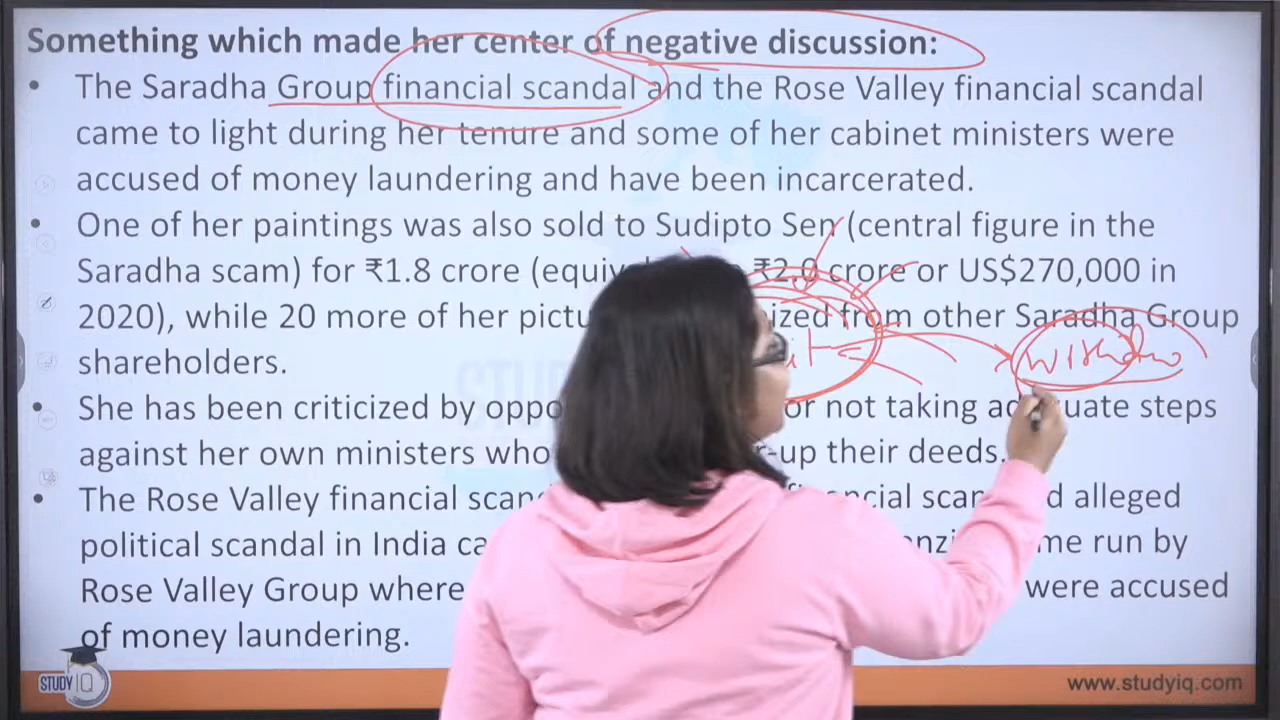 Something which made her center of negative discussion:
• The Saradha Group financial scandal and the Rose Valley financial scandal
came to light during her tenure and some of her cabinet ministers were
accused of money laundering and have been incarcerated.
• One of her paintings was also sold to Sudipto Sen (central figure in the
Saradha scam) for ₹1.8 crore (equiv ₹2.0 crore or US$270,000 in
2020), while 20 more of her pictu ized from other Saradha Group
shareholders.
• She has been criticized by oppo or not taking adequate steps
against her own ministers who r-up their deeds.
• The Rose Valley financial scan ncial scan d alleged
political scandal in India ca onzi me run by
Rose Valley Group where were accused
of money laundering.
STUDY IQ
www.studyiq.com